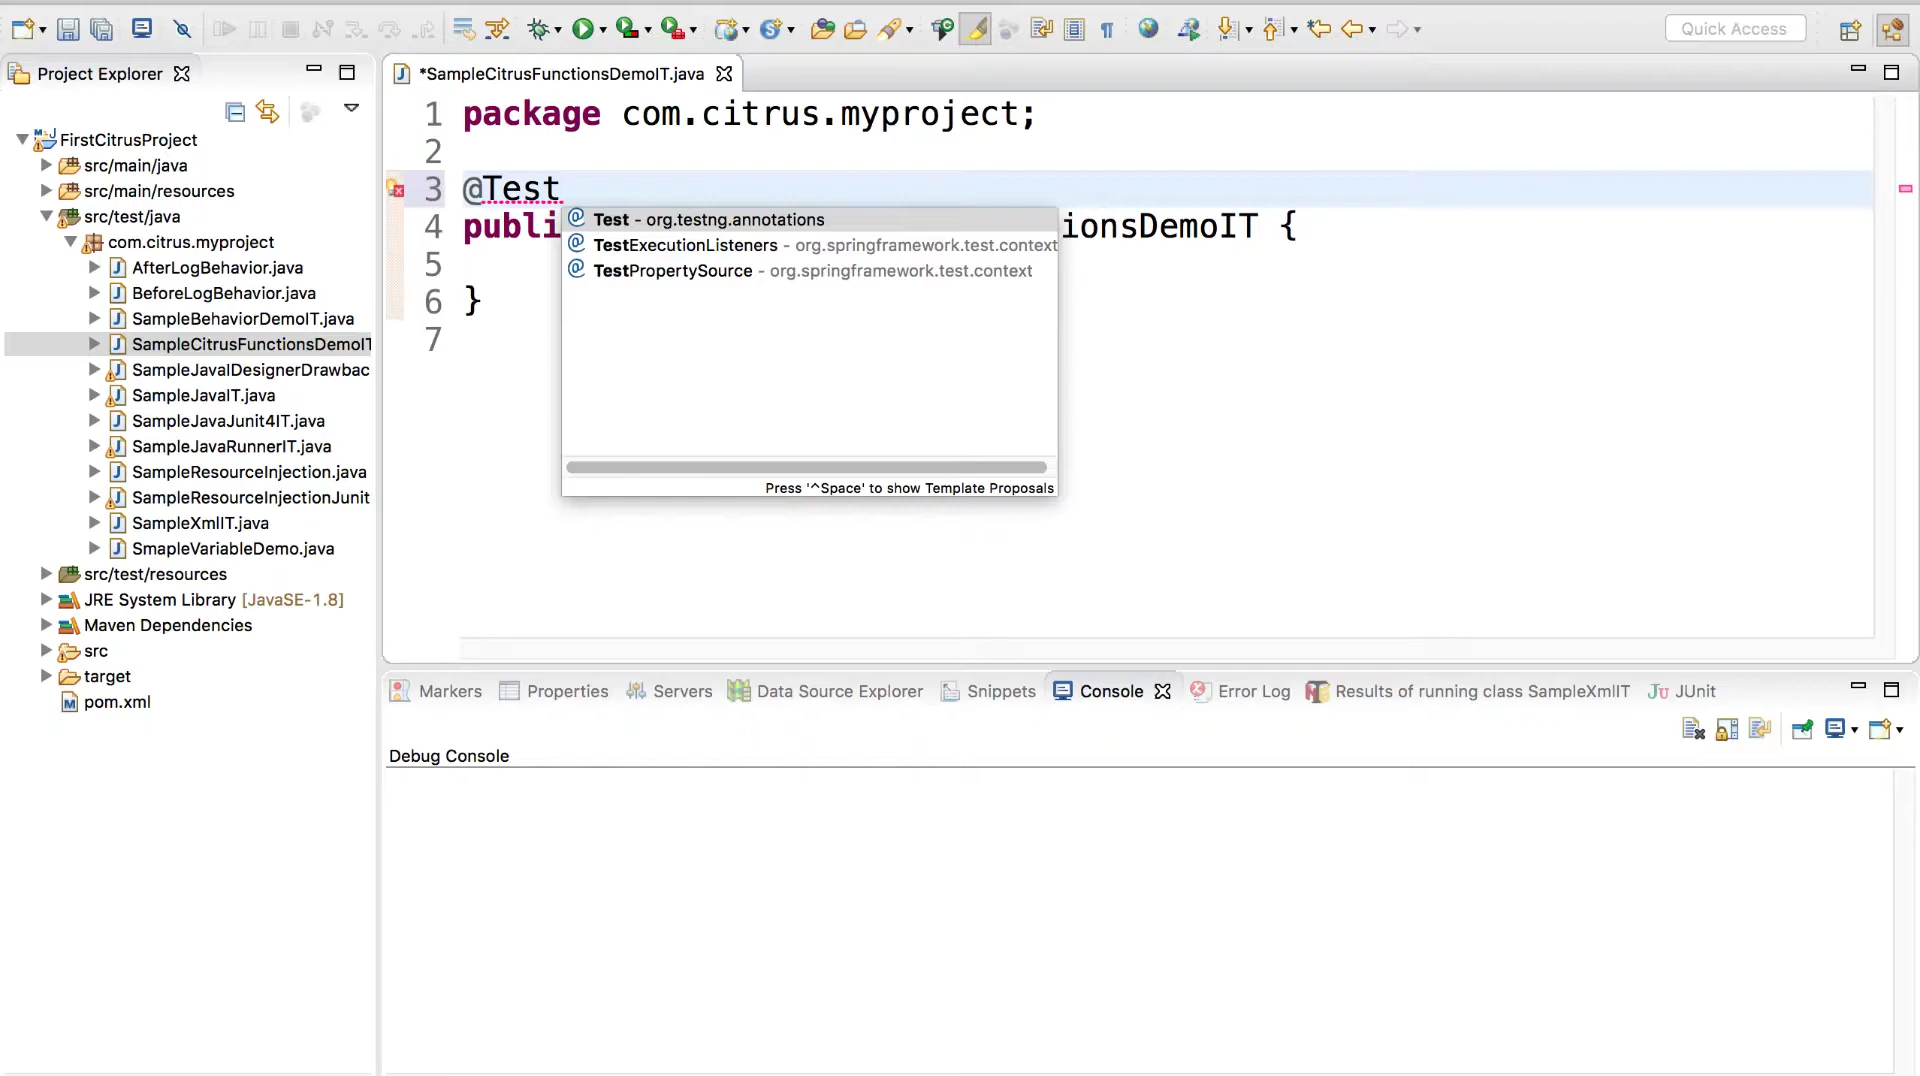 Quick Access
Project Explorer
FirstCitrusProject
src/main/java
src/main/resources
src/test/java
com.citrus.myproject
AfterLogBehavior.java
BeforeLogBehavior.java
SampleBehaviorDemoIT.java
SampleCitrusFunctionsDemoIT
SampleJavaIDesignerDrawbac
SampleJavaIT.java
SampleJavaJunit4IT.java
SampleJavaRunnerIT.java
SampleResourceInjection.java
SampleResourceInjectionJunit
SampleXmlIT.java
SmapleVariableDemo.java
src/test/resources
JRE System Library [JavaSE-1.8]
Maven Dependencies
src
target
pom.xml
*SampleCitrusFunctionsDemoIT.java
1 package com.citrus.myproject;
2
3 @Test
4 publi ionsDemoIT {
5
6 }
7
Test - org.testng.annotations
TestExecutionListeners - org.springframework.test.context
TestPropertySource - org.springframework.test.context
Press '^Space' to show Template Proposals
Markers Properties Servers Data Source Explorer Snippets Console Error Log Results of running class SampleXmlIT JUnit
Debug Console